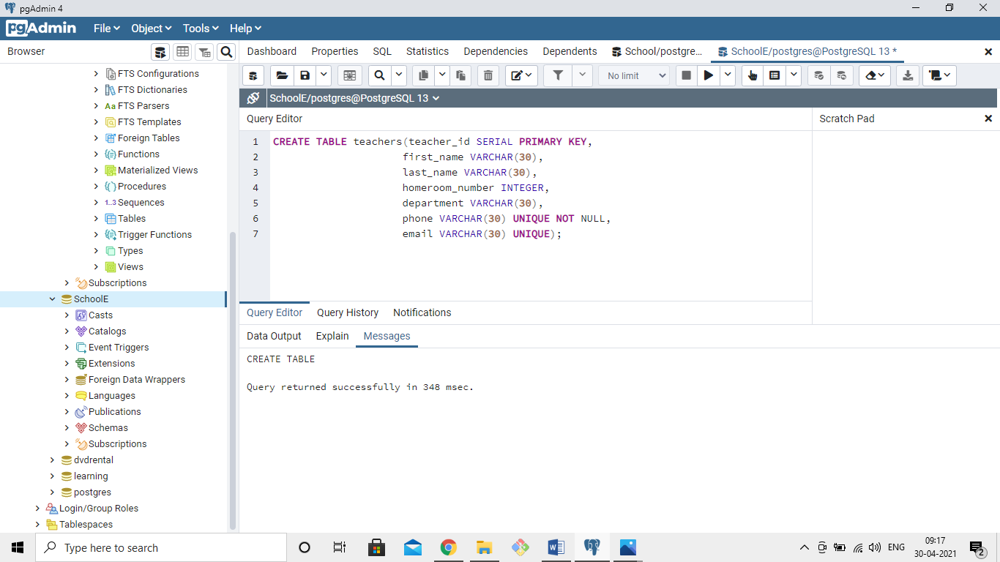 pgAdmin 4
pgAdmin File Object Tools Help
Browser
Dashboard Properties SQL Statistics Dependencies Dependents School/postgre... SchoolE/postgres@PostgreSQL 13 *
FTS Configurations
FTS Dictionaries
Aa FTS Parsers
FTS Templates
Foreign Tables
Functions
Materialized Views
Procedures
1..3 Sequences
Tables
Trigger Functions
Types
Views
Subscriptions
SchoolE
Casts
Catalogs
Event Triggers
Extensions
Foreign Data Wrappers
Languages
Publications
Schemas
Subscriptions
dvdrental
learning
postgres
Login/Group Roles
Tablespaces
No limit
SchoolE/postgres@PostgreSQL 13
Query Editor
Scratch Pad
1 CREATE TABLE teachers(teacher_id SERIAL PRIMARY KEY,
2 first_name VARCHAR(30),
3 last_name VARCHAR(30),
4 homeroom_number INTEGER,
5 department VARCHAR(30),
6 phone VARCHAR(30) UNIQUE NOT NULL,
7 email VARCHAR(30) UNIQUE);
Query Editor Query History Notifications
Data Output Explain Messages
CREATE TABLE
Query returned successfully in 348 msec.
Type here to search
ENG
09:17
30-04-2021
2